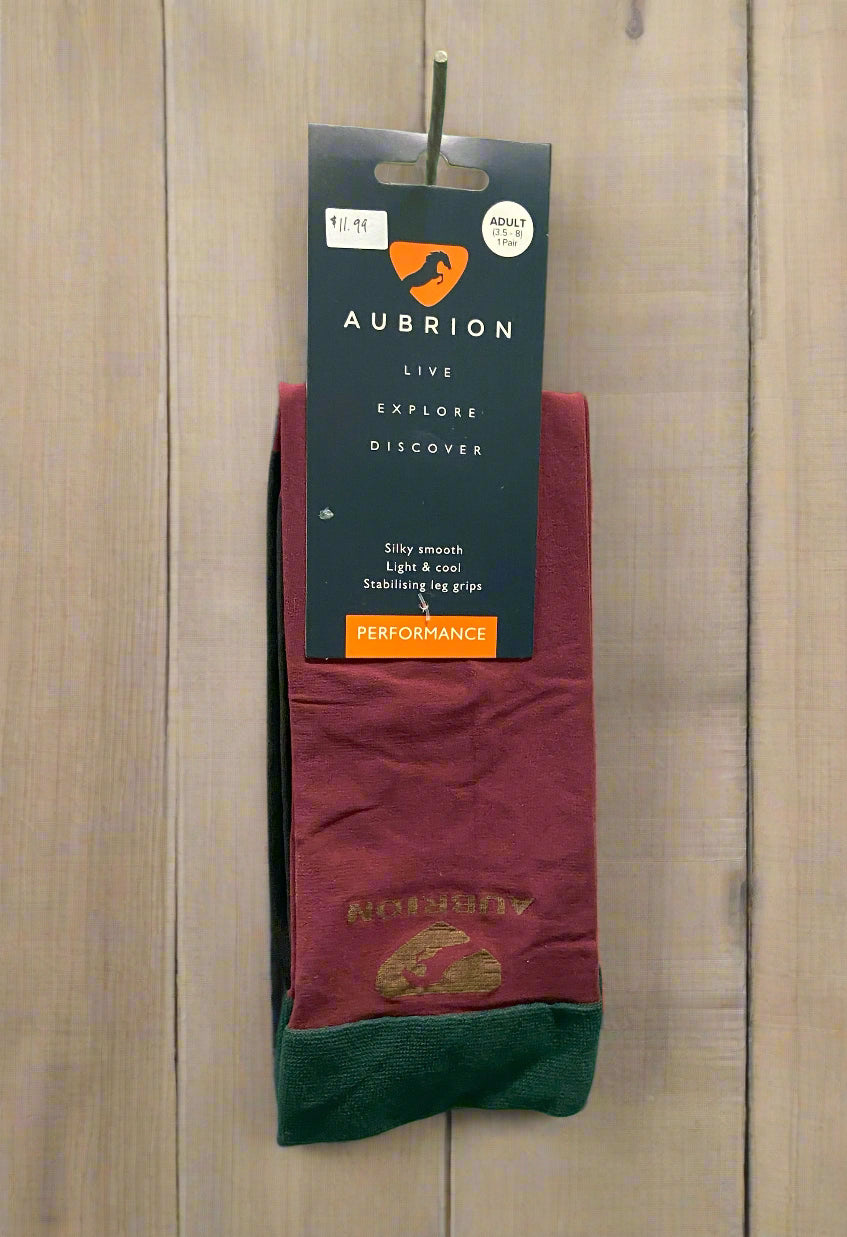 $11.99
ADULT
(3.5 - 8)
1 Pair
AUBRION
LIVE
EXPLORE
DISCOVER
Silky smooth
Light & cool
Stabilising leg grips
PERFORMANCE
AUBRION